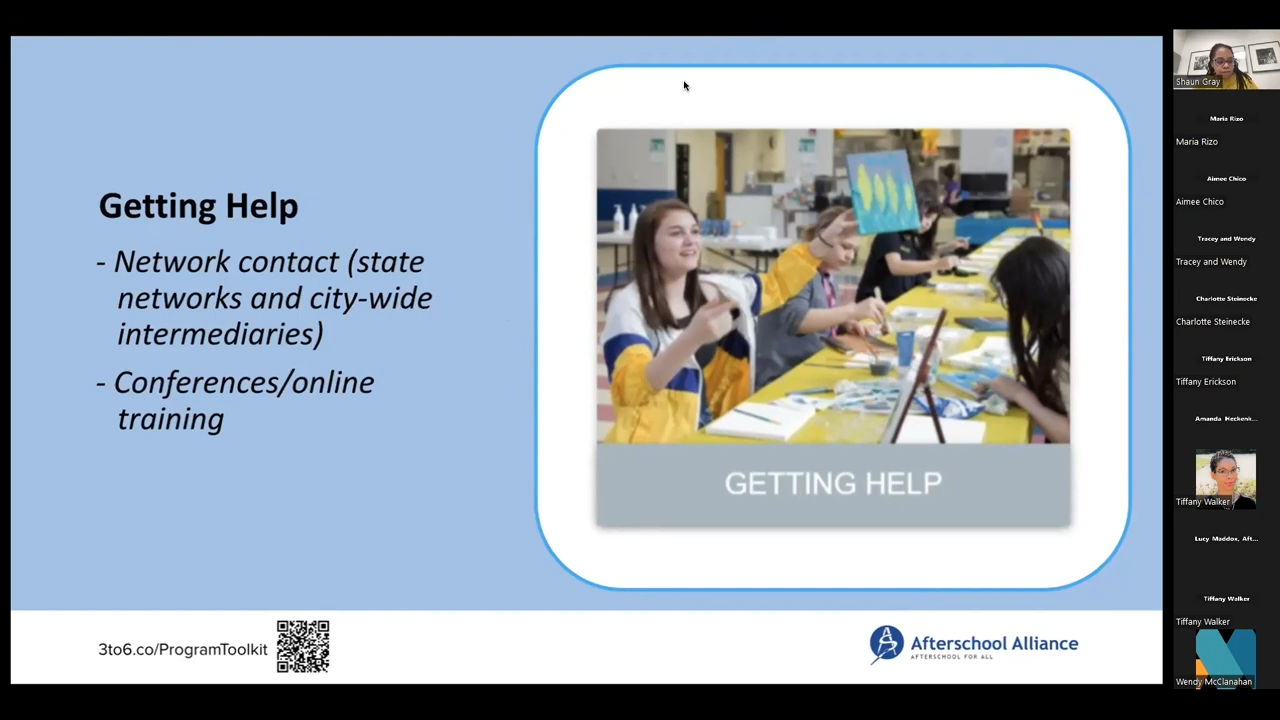 Getting Help
- Network contact (state
networks and city-wide
intermediaries)
- Conferences/online
training
GETTING HELP
3to6.co/ProgramToolkit
Afterschool Alliance
AFTERSCHOOL FOR ALL
Shaun Gray
Maria Rizo
Maria Rizo
Aimee Chico
Aimee Chico
Tracey and Wendy
Tracey and Wendy
Charlotte Steinecke
Charlotte Steinecke
Tiffany Erickson
Tiffany Erickson
Amanda Heckenk...
Tiffany Walker
Lucy Maddox, Aft...
Tiffany Walker
Tiffany Walker
Wendy McClanahan